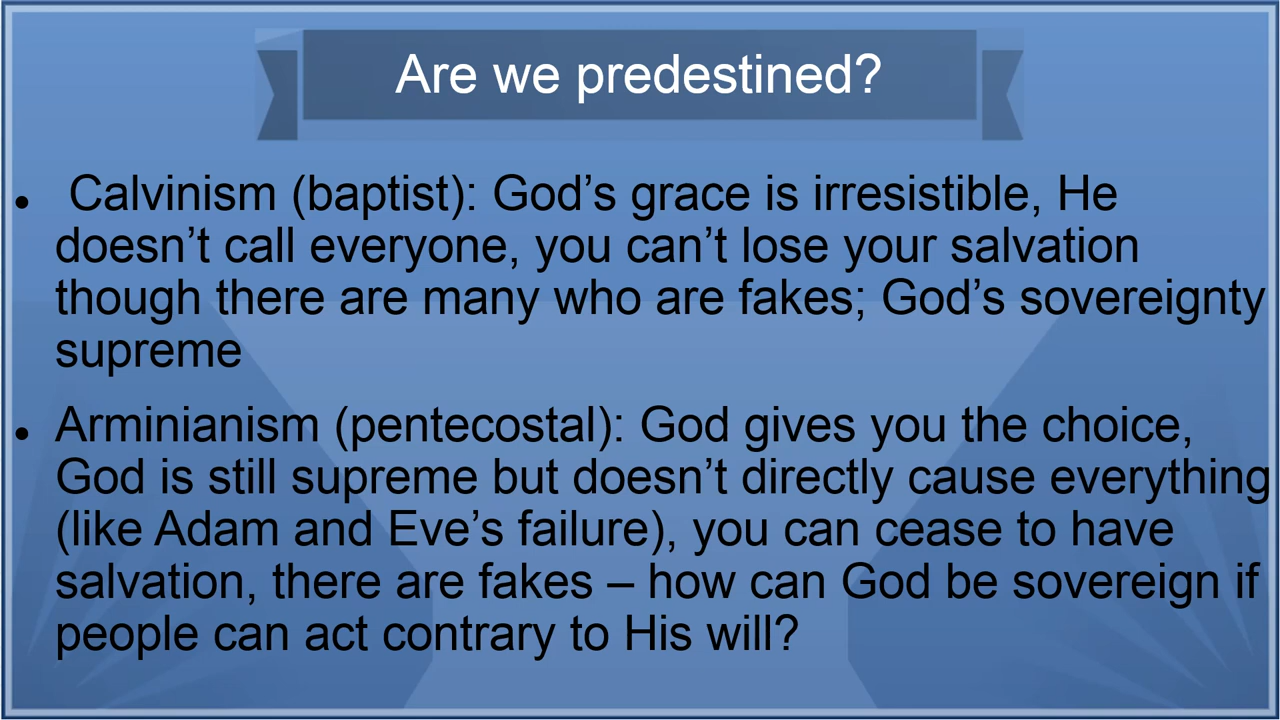 Are we predestined?
● Calvinism (baptist): God’s grace is irresistible, He
doesn’t call everyone, you can’t lose your salvation
though there are many who are fakes; God’s sovereignty
supreme
● Arminianism (pentecostal): God gives you the choice,
God is still supreme but doesn’t directly cause everything
(like Adam and Eve’s failure), you can cease to have
salvation, there are fakes – how can God be sovereign if
people can act contrary to His will?